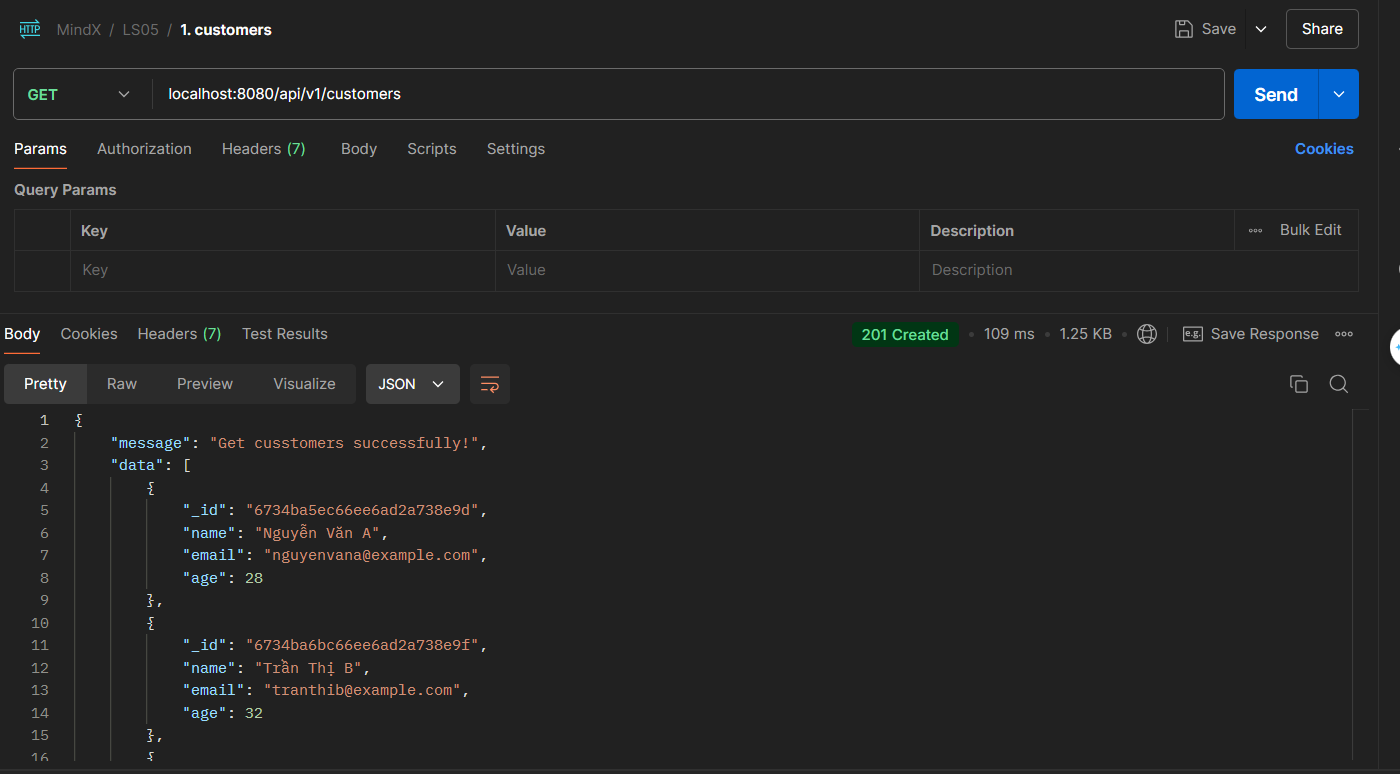 HTTP MindX / LS05 / 1. customers Save Share
GET localhost:8080/api/v1/customers Send
Params Authorization Headers (7) Body Scripts Settings Cookies
Query Params
Key Value Description Bulk Edit
Key Value Description
Body Cookies Headers (7) Test Results 201 Created 109 ms 1.25 KB e.g. Save Response
Pretty Raw Preview Visualize JSON
1 {
2 "message": "Get cusstomers successfully!",
3 "data": [
4 {
5 "_id": "6734ba5ec66ee6ad2a738e9d",
6 "name": "Nguyễn Văn A",
7 "email": "nguyenvana@example.com",
8 "age": 28
9 },
10 {
11 "_id": "6734ba6bc66ee6ad2a738e9f",
12 "name": "Trần Thị B",
13 "email": "tranthib@example.com",
14 "age": 32
15 },
16 {